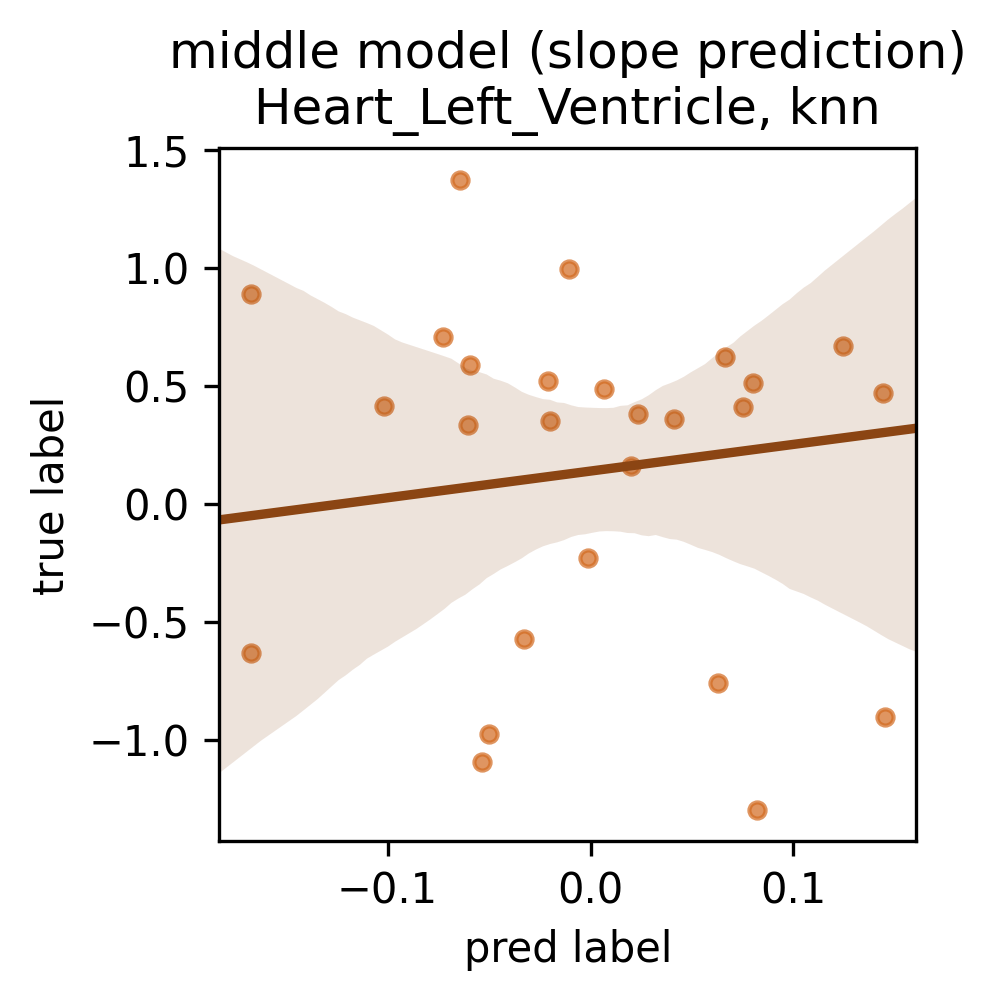 middle model (slope prediction)
Heart_Left_Ventricle, knn
1.5
1.0
0.5
0.0
−0.5
−1.0
true label
−0.1
0.0
0.1
pred label